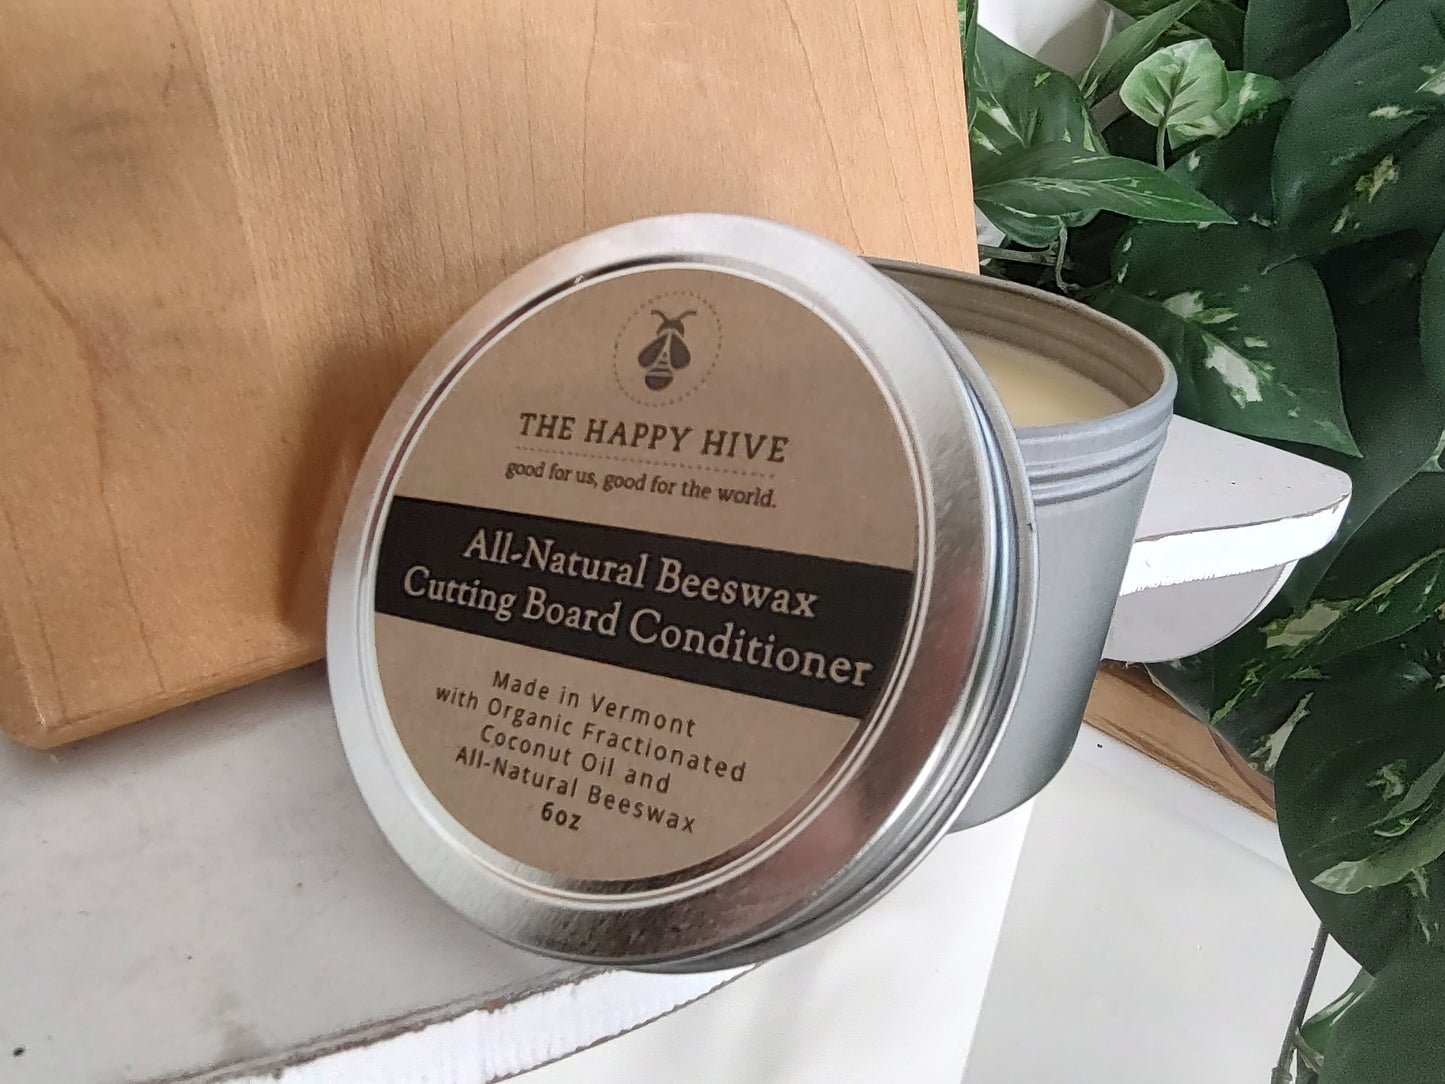 THE HAPPY HIVE
good for us, good for the world.
All-Natural Beeswax
Cutting Board Conditioner
Made in Vermont
with Organic Fractionated
Coconut Oil and
All-Natural Beeswax
6oz